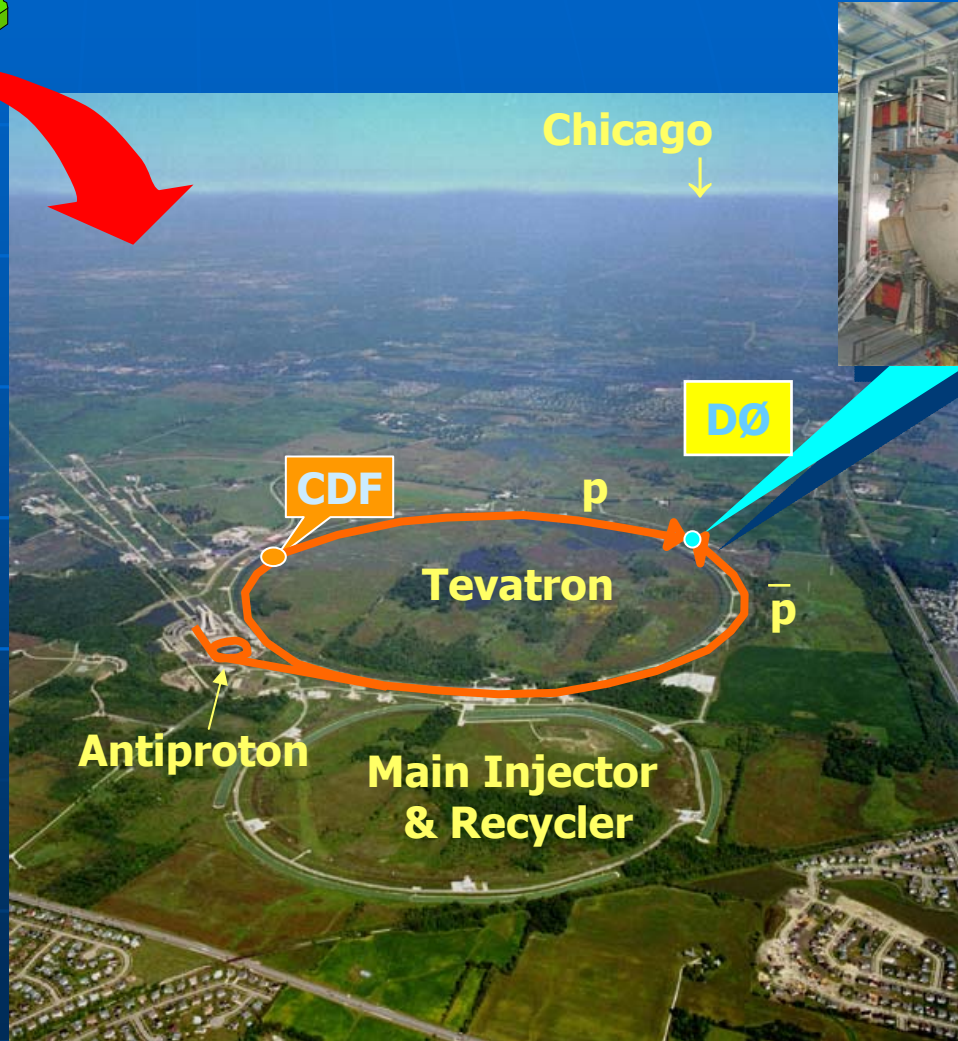 Chicago
↓
DØ
CDF
p
Tevatron
p̅
Antiproton
Main Injector
& Recycler